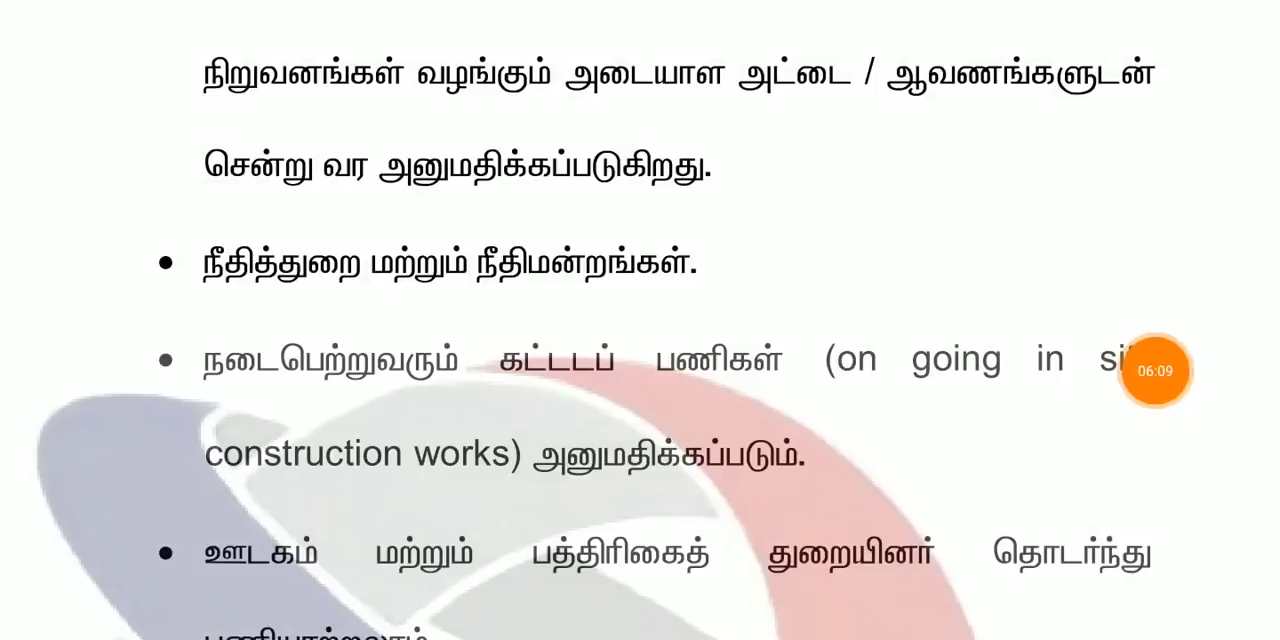 நிறுவனங்கள் வழங்கும் அடையாள அட்டை / ஆவணங்களுடன்
சென்று வர அனுமதிக்கப்படுகிறது.
• நீதித்துறை மற்றும் நீதிமன்றங்கள்.
• நடைபெற்றுவரும் கட்டடப் பணிகள் (on going in
06:09
construction works) அனுமதிக்கப்படும்.
• ஊடகம் மற்றும் பத்திரிகைத் துறையினர் தொடர்ந்து